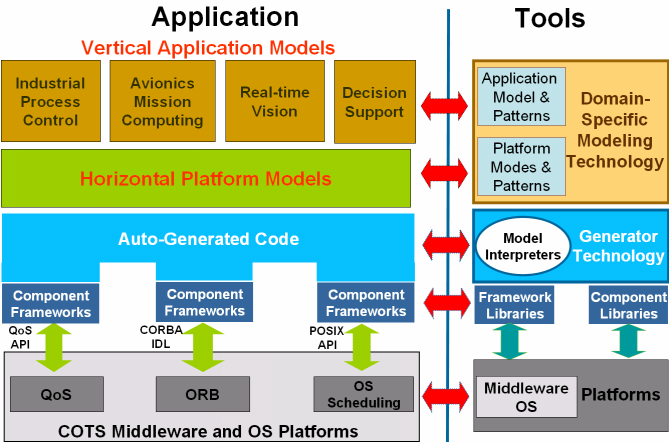 Application
Vertical Application Models
Industrial
Process
Control
Avionics
Mission
Computing
Real-time
Vision
Decision
Support
Horizontal Platform Models
Auto-Generated Code
Component
Frameworks
Component
Frameworks
Component
Frameworks
QoS
API
CORBA
IDL
POSIX
API
QoS
ORB
OS
Scheduling
COTS Middleware and OS Platforms
Tools
Application
Model &
Patterns
Platform
Modes &
Patterns
Domain-
Specific
Modeling
Technology
Model
Interpreters
Generator
Technology
Framework
Libraries
Component
Libraries
Middleware
OS
Platforms